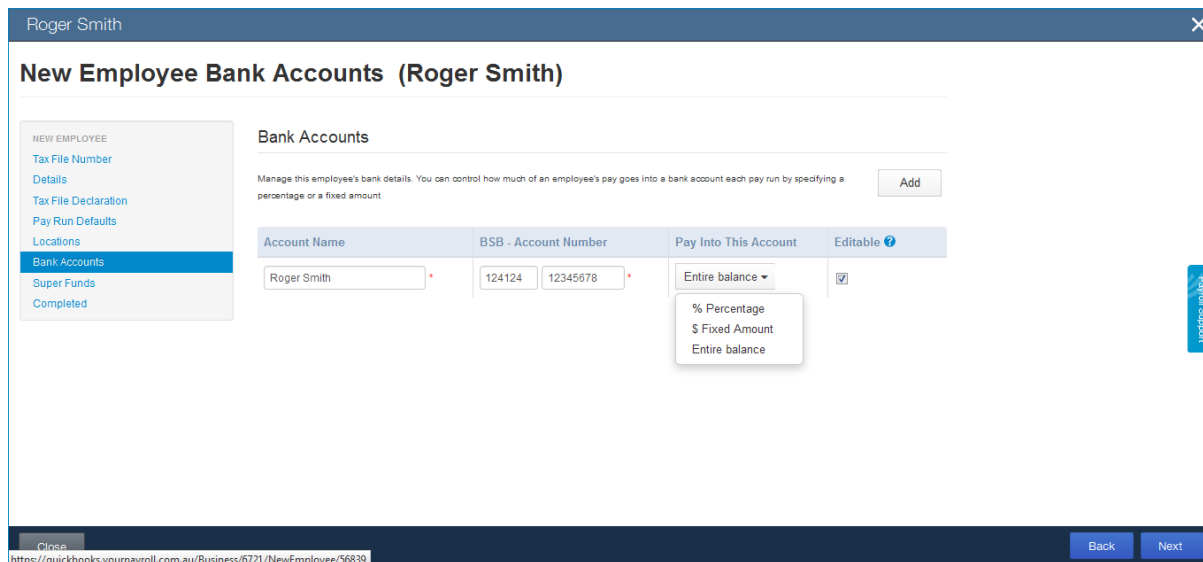 Roger Smith
New Employee Bank Accounts (Roger Smith)
NEW EMPLOYEE
Tax File Number
Details
Tax File Declaration
Pay Run Defaults
Locations
Bank Accounts
Super Funds
Completed
Bank Accounts
Manage this employee's bank details. You can control how much of an employee's pay goes into a bank account each pay run by specifying a
percentage or a fixed amount
Add
Account Name BSB - Account Number Pay Into This Account Editable ?
Roger Smith * 124124 12345678 * Entire balance
% Percentage
$ Fixed Amount
Entire balance
Payroll Support
Close
Back Next
https://quickbooks.yourpayroll.com.au/Business/6721/NewEmployee/56839